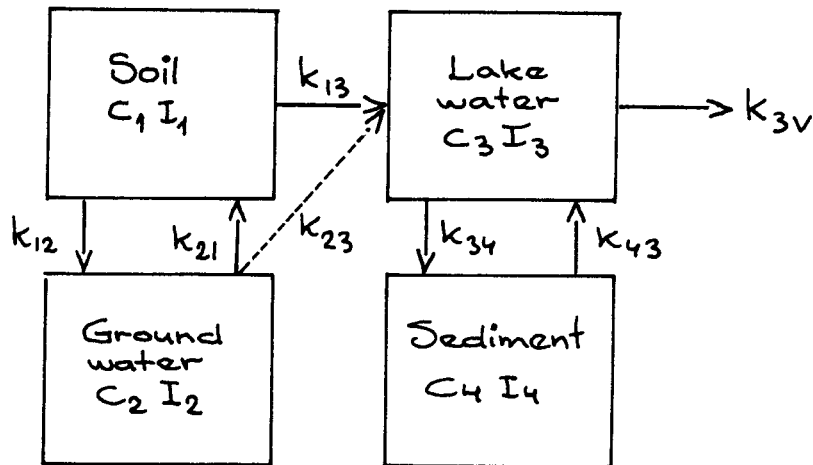 Soil
C₁ I₁
k₁₃
Lake
water
C₃ I₃
k₃ᵥ
k₁₂
k₂₁
k₂₃
k₃₄
k₄₃
Ground
water
C₂ I₂
Sediment
C₄ I₄